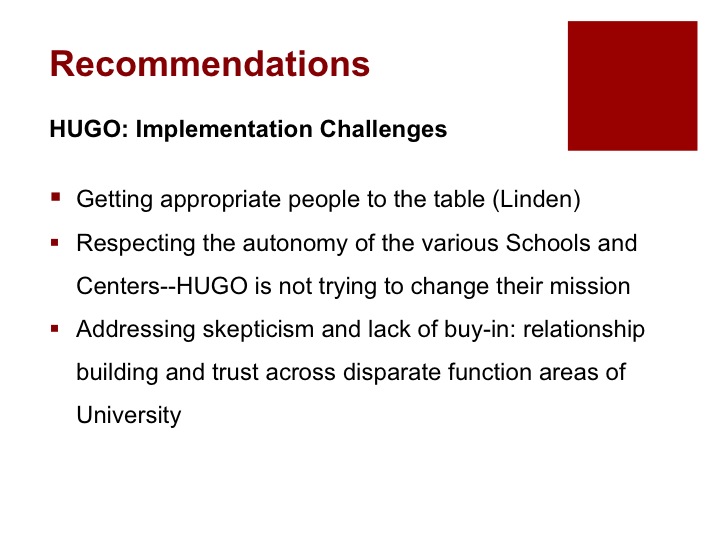 Recommendations
HUGO: Implementation Challenges
▪ Getting appropriate people to the table (Linden)
▪ Respecting the autonomy of the various Schools and
Centers--HUGO is not trying to change their mission
▪ Addressing skepticism and lack of buy-in: relationship
building and trust across disparate function areas of
University